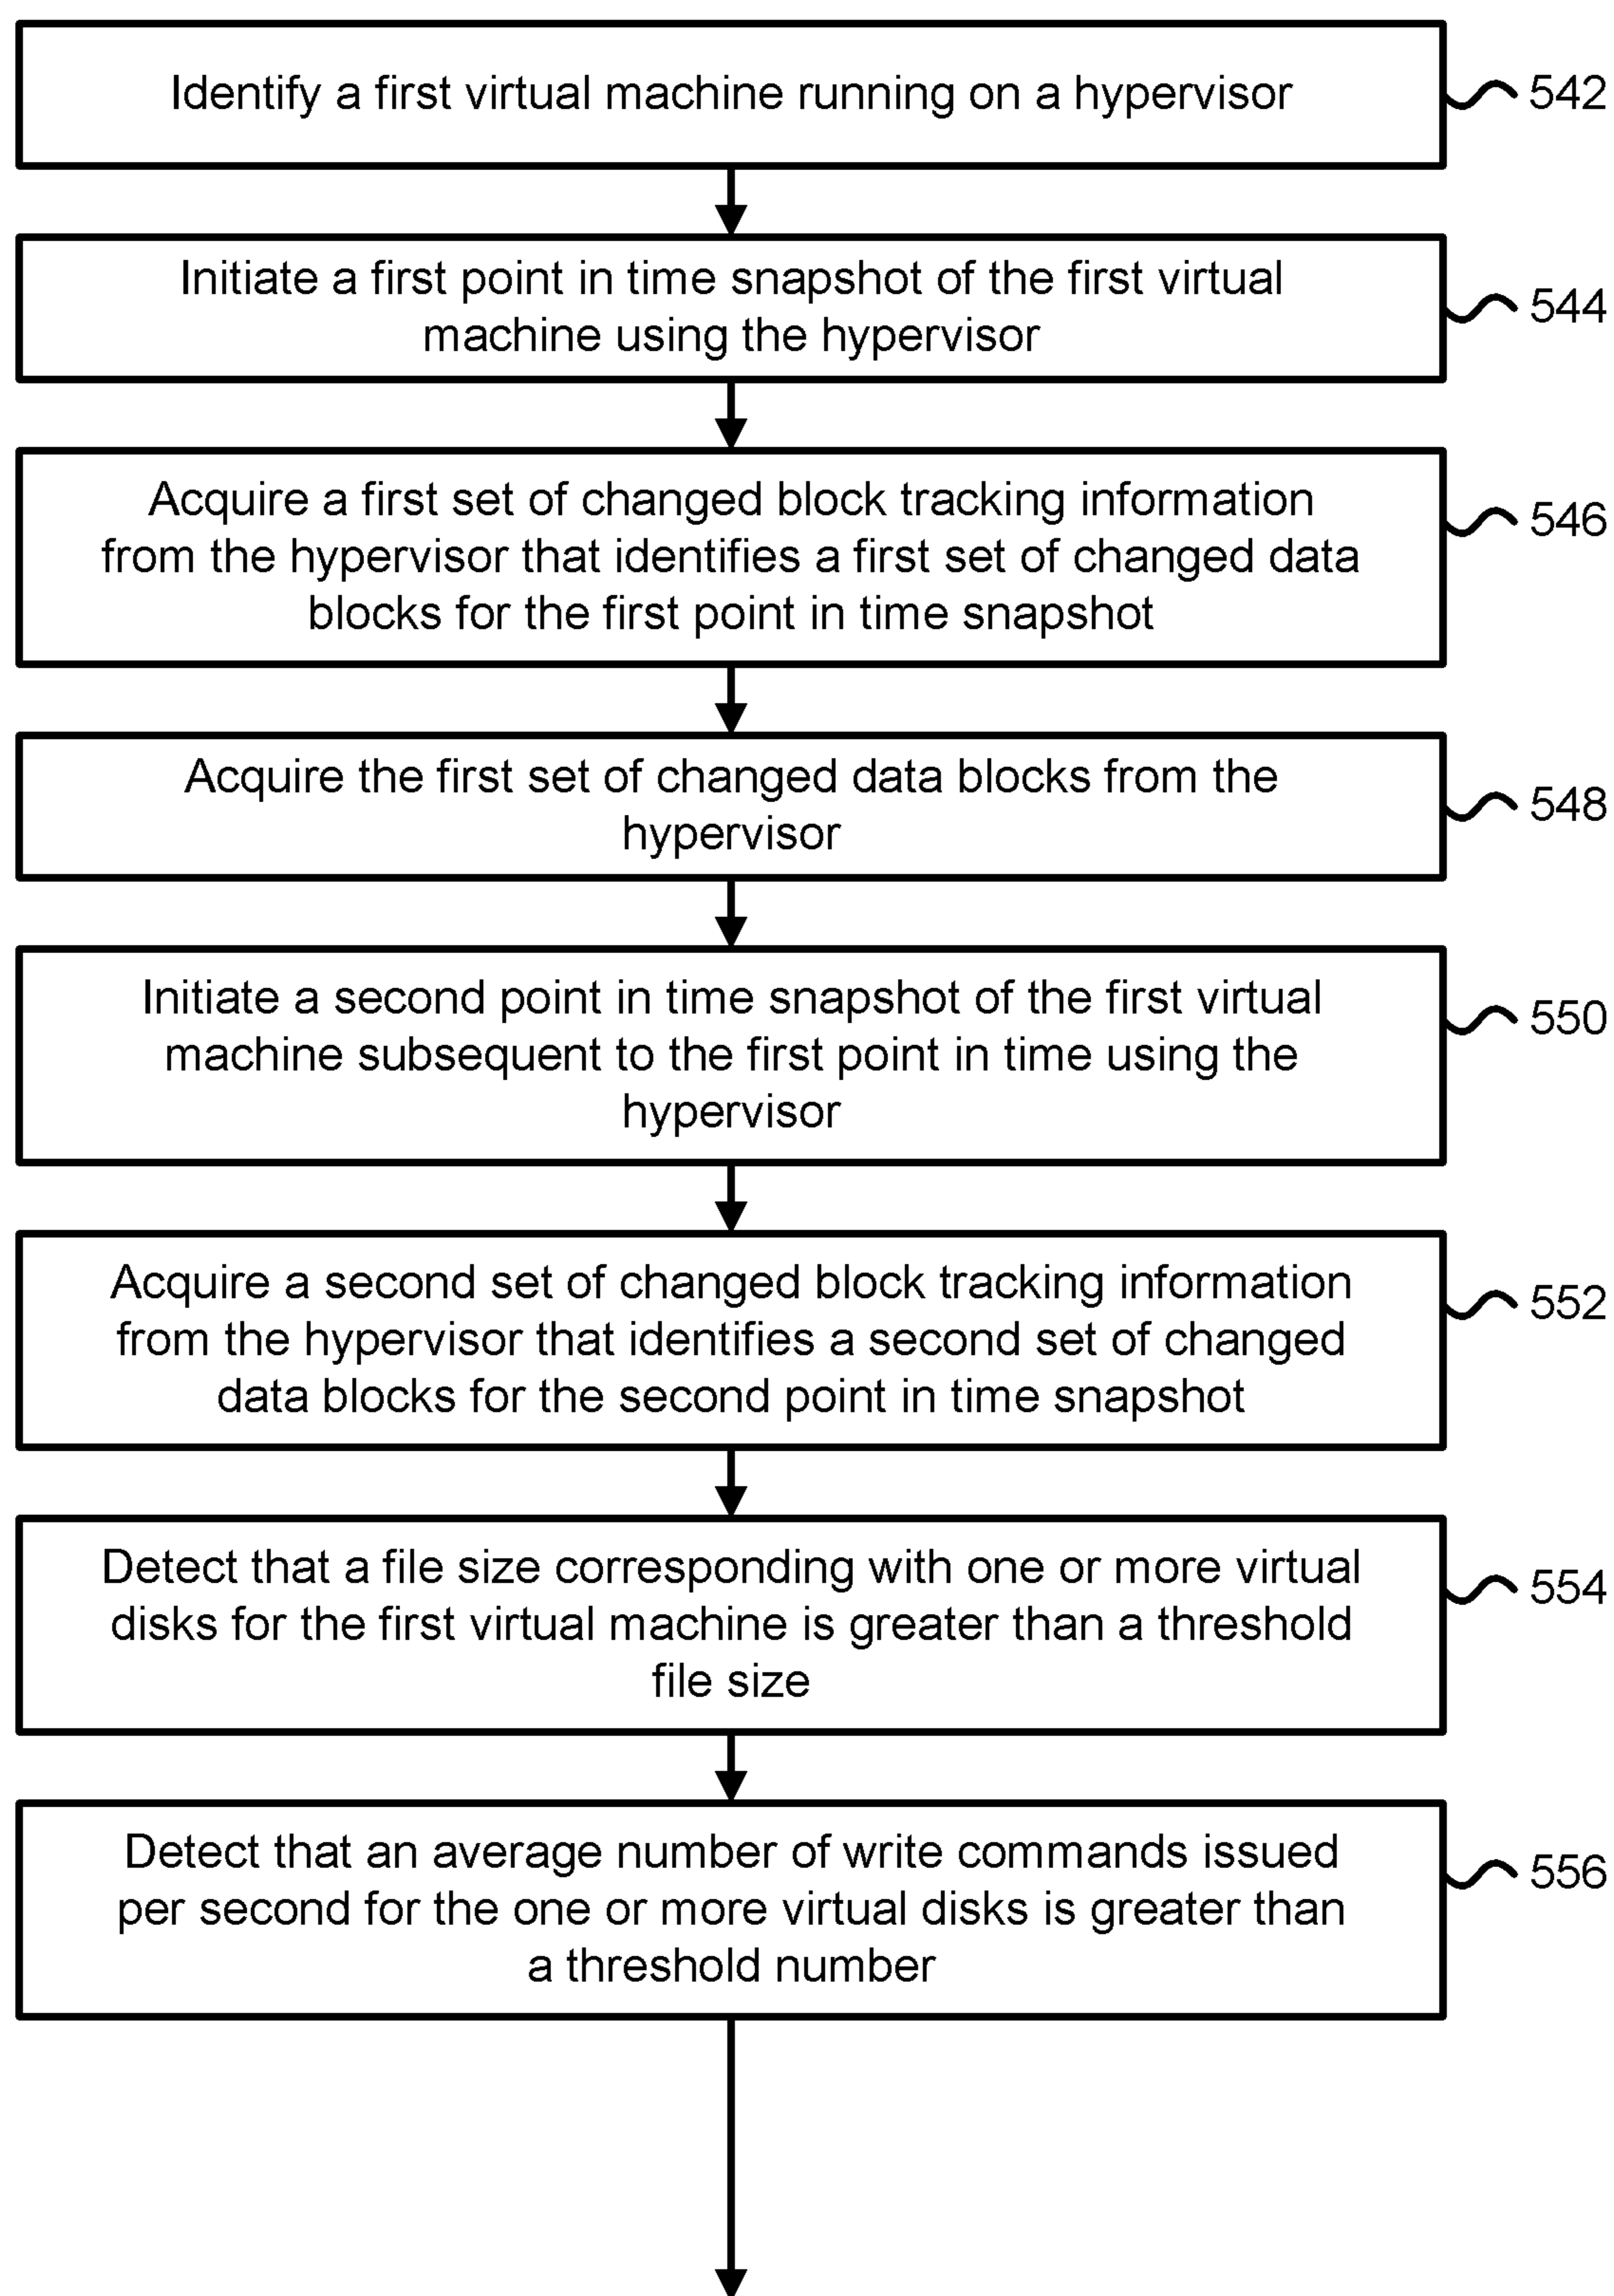 Identify a first virtual machine running on a hypervisor
542
Initiate a first point in time snapshot of the first virtual
machine using the hypervisor
544
Acquire a first set of changed block tracking information
from the hypervisor that identifies a first set of changed data
blocks for the first point in time snapshot
546
Acquire the first set of changed data blocks from the
hypervisor
548
Initiate a second point in time snapshot of the first virtual
machine subsequent to the first point in time using the
hypervisor
550
Acquire a second set of changed block tracking information
from the hypervisor that identifies a second set of changed
data blocks for the second point in time snapshot
552
Detect that a file size corresponding with one or more virtual
disks for the first virtual machine is greater than a threshold
file size
554
Detect that an average number of write commands issued
per second for the one or more virtual disks is greater than
a threshold number
556